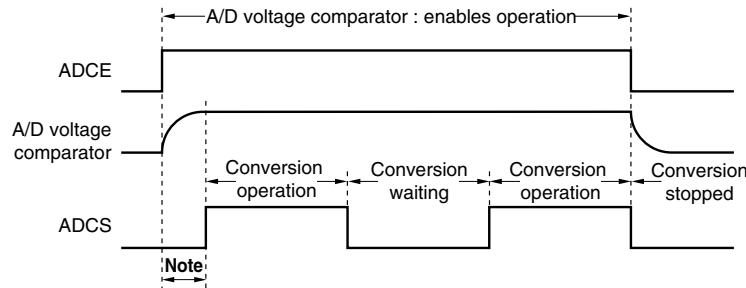 A/D voltage comparator : enables operation
ADCE
A/D voltage
comparator
Conversion
operation
Conversion
waiting
Conversion
operation
Conversion
stopped
ADCS
Note